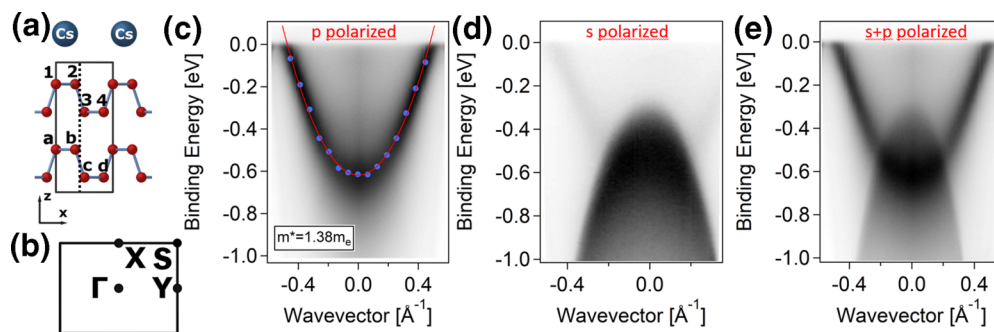 (a)
Cs Cs
1 2
3 4
a b
c d
z
x
(b)
X S
Γ Y
(c)
p polarized
Binding Energy [eV]
0.0
-0.2
-0.4
-0.6
-0.8
-1.0
m*=1.38mₑ
-0.4 0.0 0.4
Wavevector [Å⁻¹]
(d)
s polarized
Binding Energy [eV]
0.0
-0.2
-0.4
-0.6
-0.8
-1.0
-0.4 0.0 0.4
Wavevector [Å⁻¹]
(e)
s+p polarized
Binding Energy [eV]
0.0
-0.2
-0.4
-0.6
-0.8
-1.0
-0.4 0.0 0.4
Wavevector [Å⁻¹]